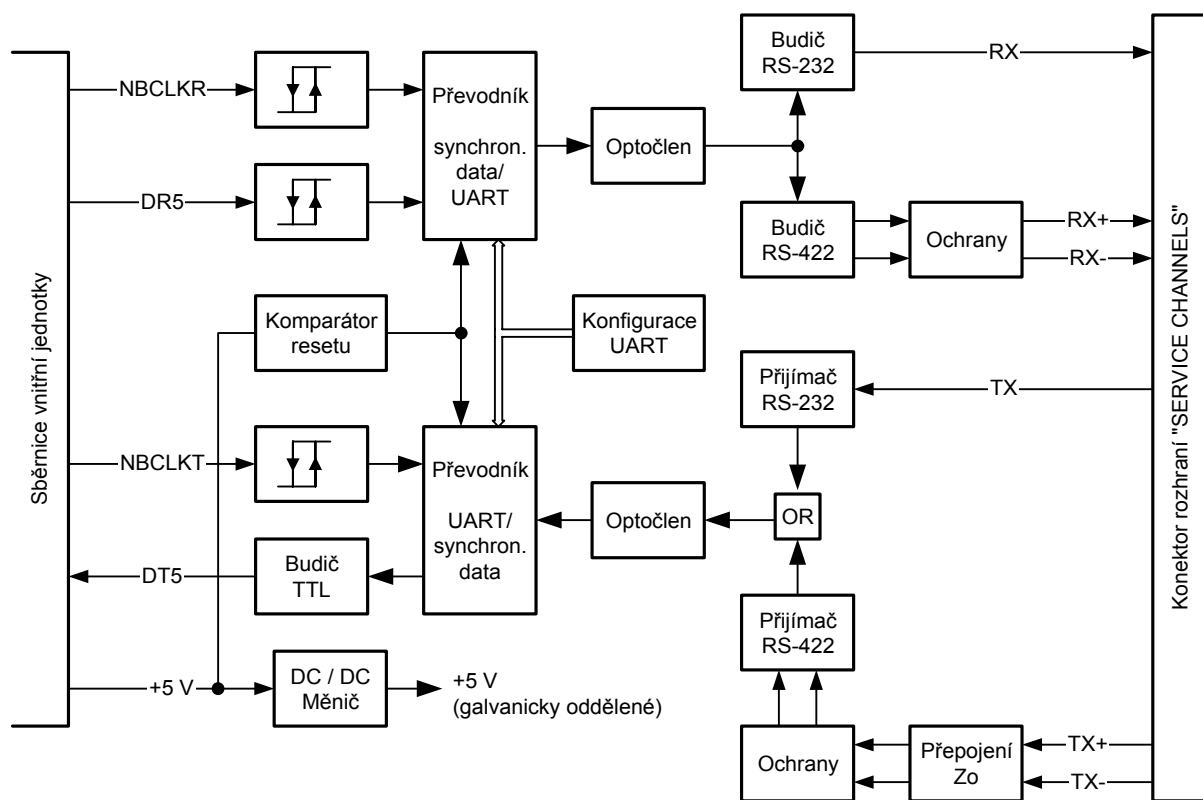 Sběrnice vnitřní jednotky
NBCLKR
DR5
Převodník
synchron.
data/
UART
Optočlen
Budič
RS-232
RX
Budič
RS-422
Ochrany
RX+
RX-
Komparátor
resetu
Konfigurace
UART
Přijímač
RS-232
TX
NBCLKT
Převodník
UART/
synchron.
data
Optočlen
OR
DT5
Budič
TTL
Přijímač
RS-422
+5 V
DC / DC
Měnič
+5 V
(galvanicky oddělené)
Ochrany
Přepojení
Zo
TX+
TX-
Konektor rozhraní "SERVICE CHANNELS"